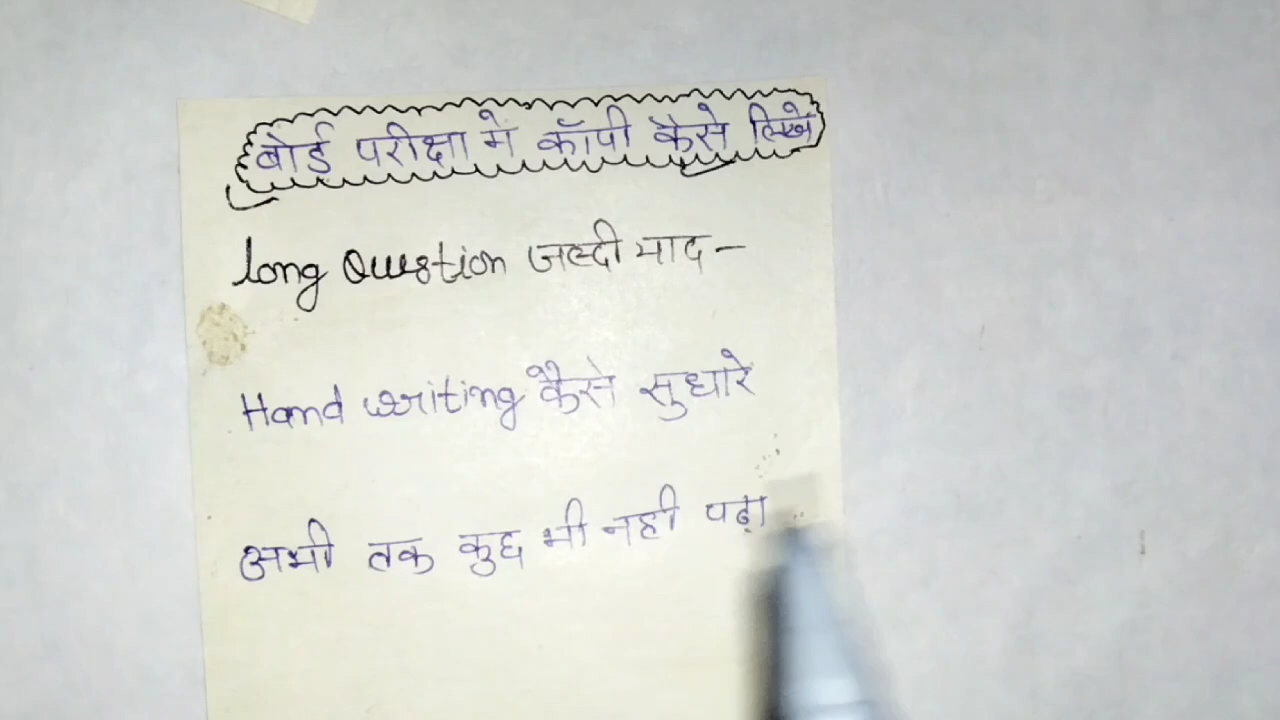 बोर्ड परीक्षा में कॉपी कैसे लिखे
Long Question जल्दी याद -
Hand writing कैसे सुधारे
अभी तक कुछ भी नही पढ़ा